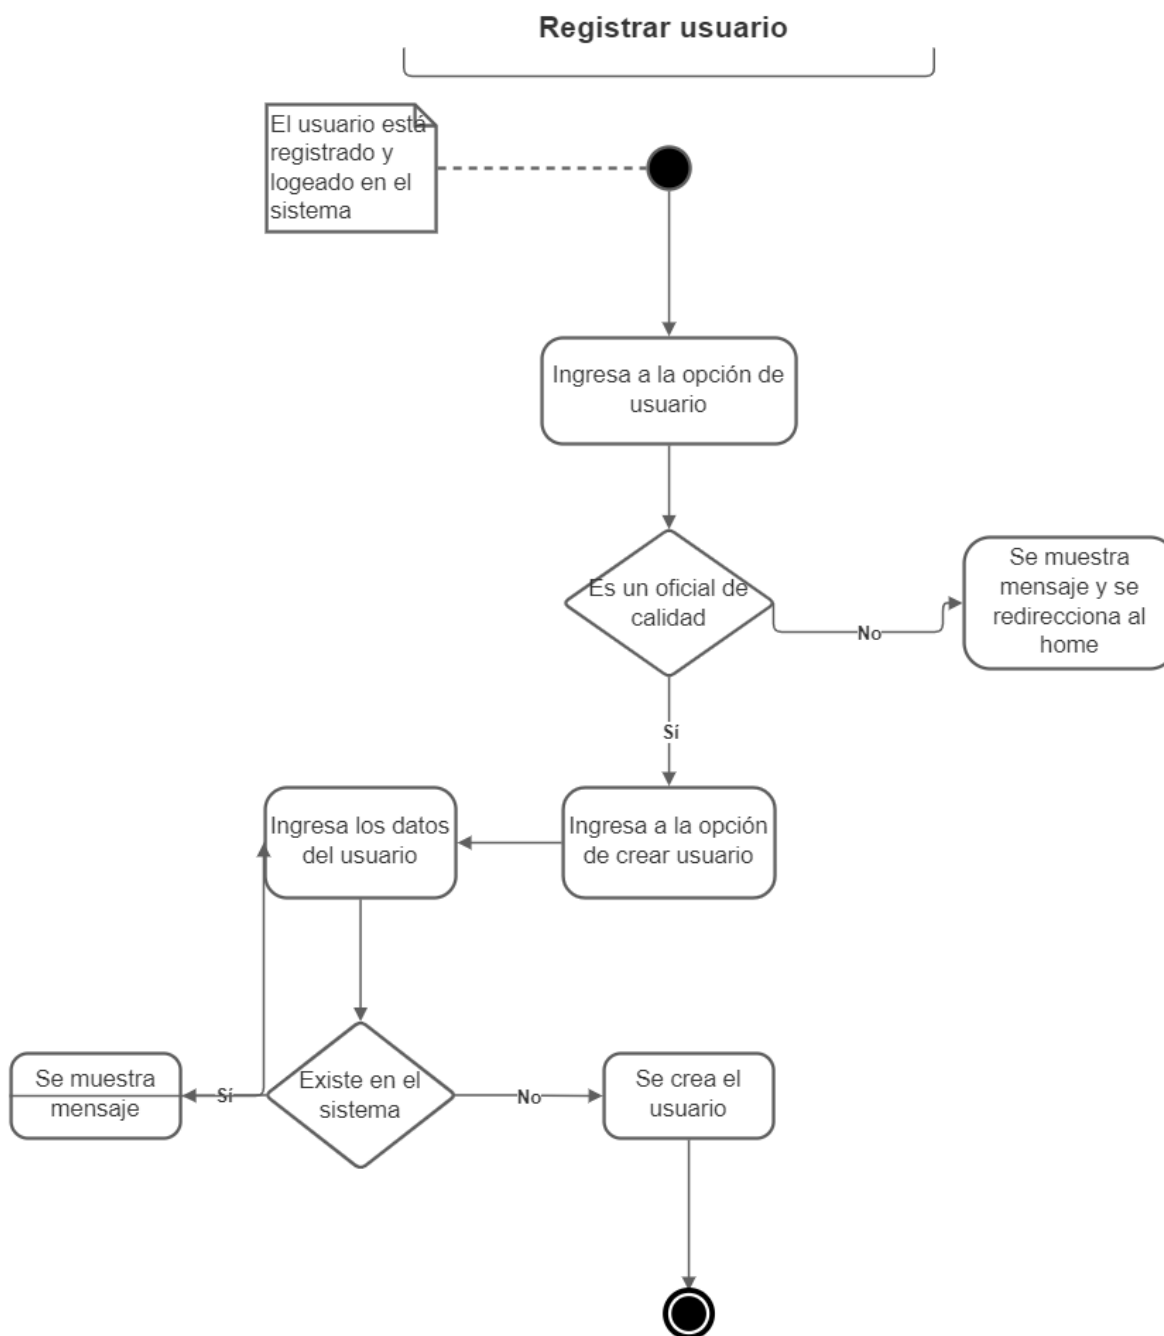 Registrar usuario
El usuario está
registrado y
logeado en el
sistema
Ingresa a la opción de
usuario
Es un oficial de
calidad
No
Se muestra
mensaje y se
redirecciona al
home
Sí
Ingresa los datos
del usuario
Ingresa a la opción
de crear usuario
Se muestra
mensaje
Sí
Existe en el
sistema
No
Se crea el
usuario